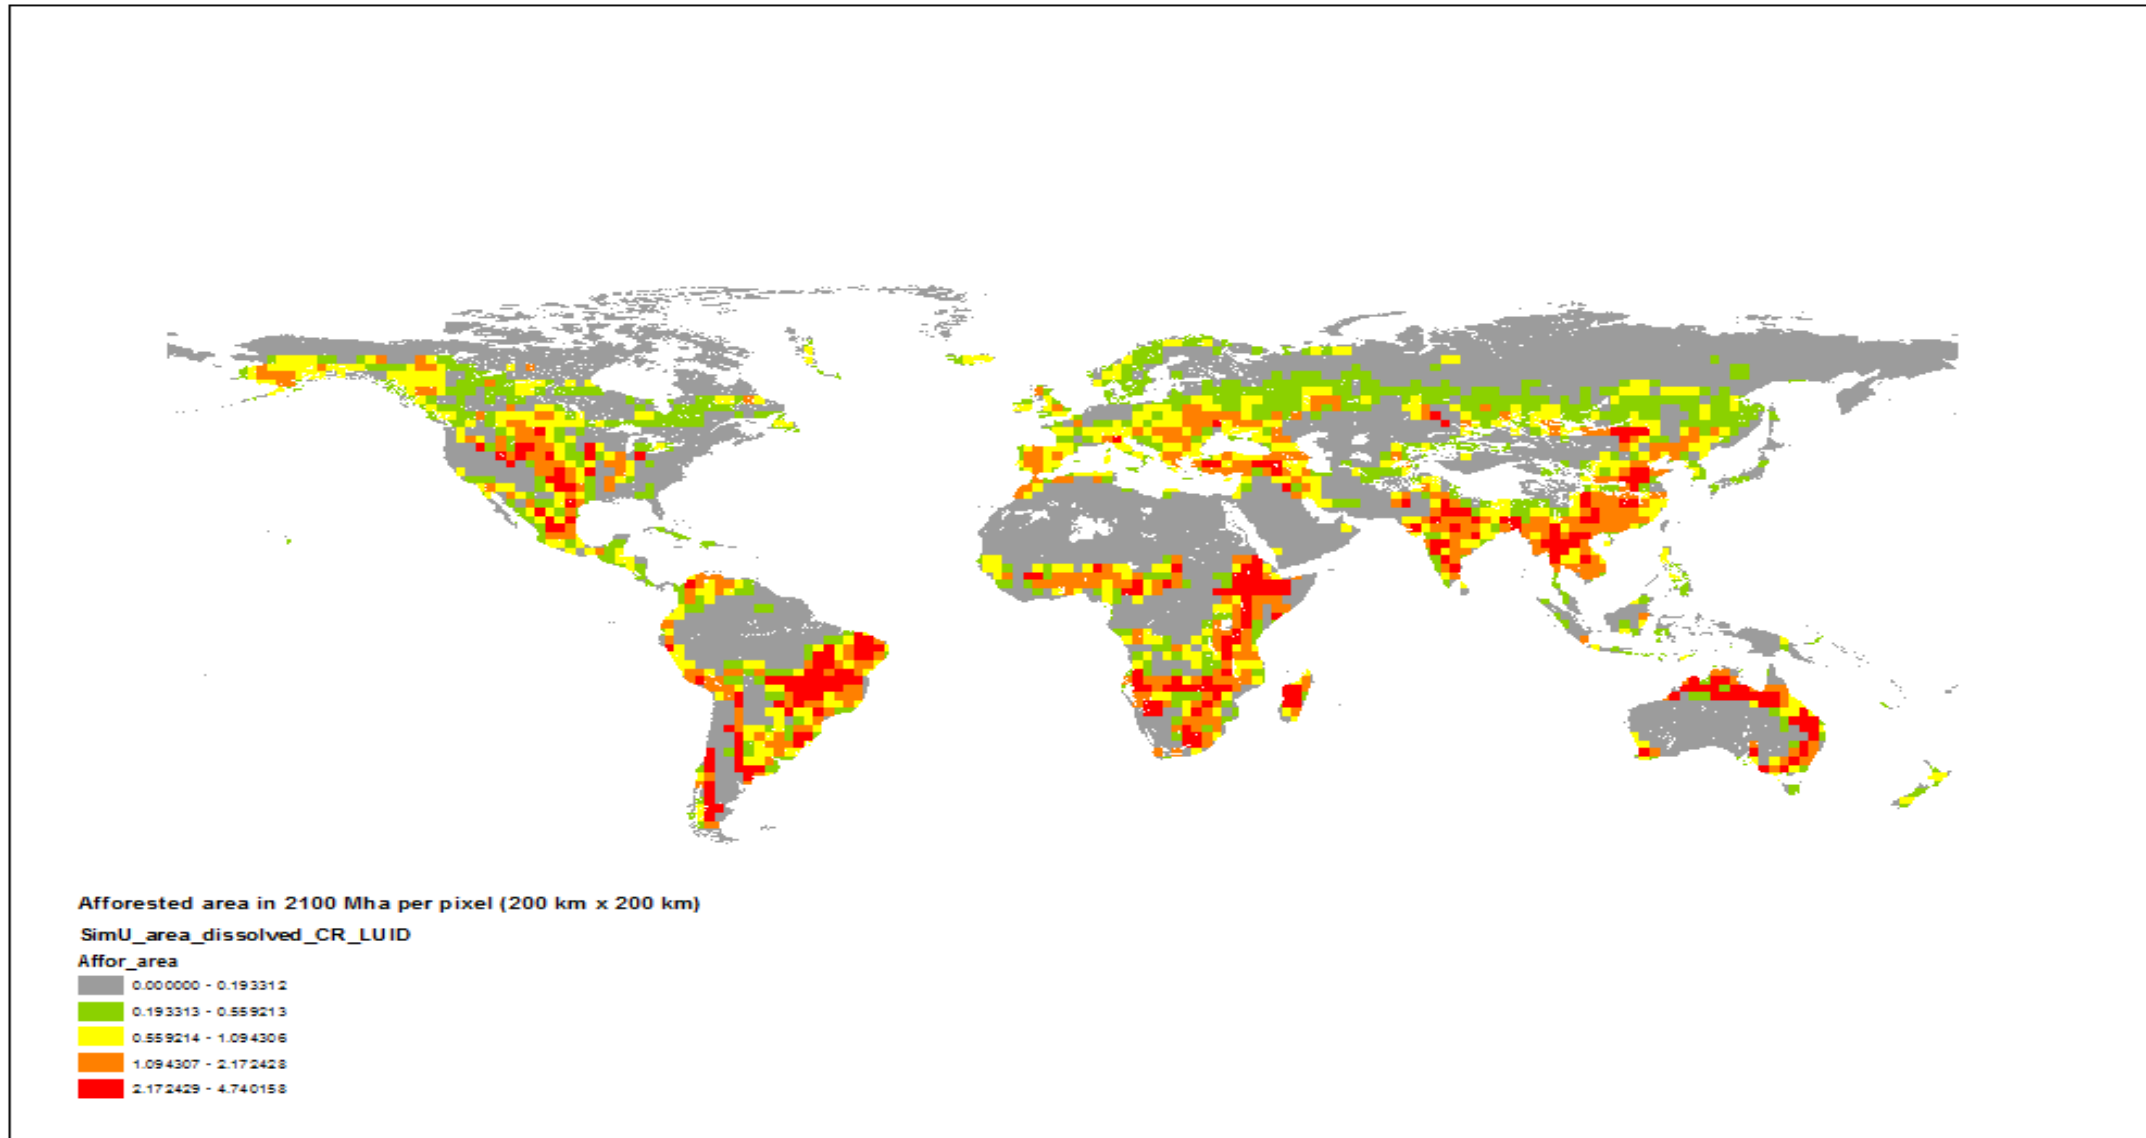 Afforested area in 2100 Mha per pixel (200 km x 200 km)
SimU_area_dissolved_CR_LUID
Affor_area
0.000000 - 0.193312
0.193313 - 0.559213
0.559214 - 1.094306
1.094307 - 2.172428
2.172429 - 4.740158